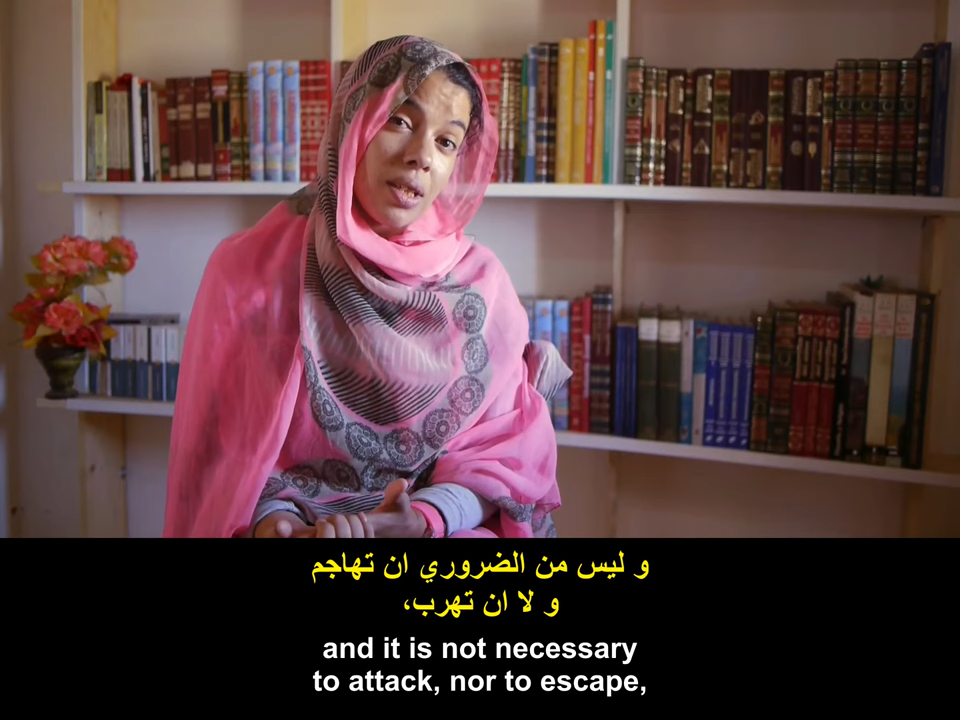 و ليس من الضروري ان تهاجم
و لا ان تهرب،
and it is not necessary
to attack, nor to escape,